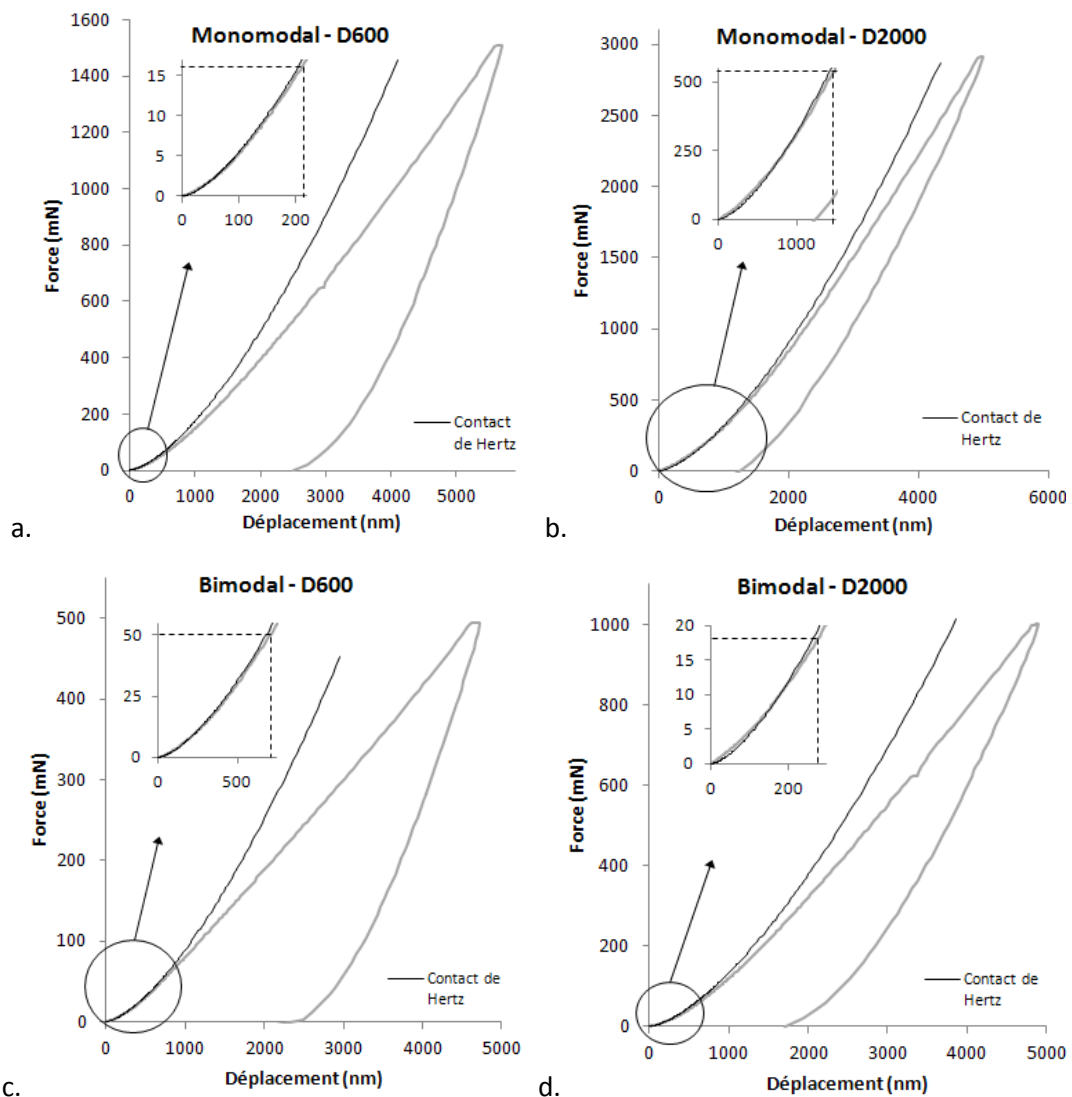 Monomodal - D600
1600
1400
1200
1000
800
600
400
200
0
0 1000 2000 3000 4000 5000
Force (mN)
Déplacement (nm)
15
10
5
0
0 100 200
Contact
de Hertz
a.
Monomodal - D2000
3000
2500
2000
1500
1000
500
0
0 2000 4000 6000
Force (mN)
Déplacement (nm)
500
250
0
0 1000
Contact de
Hertz
b.
Bimodal - D600
500
400
300
200
100
0
0 1000 2000 3000 4000 5000
Force (mN)
Déplacement (nm)
50
25
0
0 500
Contact de
Hertz
c.
Bimodal - D2000
1000
800
600
400
200
0
0 1000 2000 3000 4000 5000
Force (mN)
Déplacement (nm)
20
15
10
5
0
0 200
Contact de
Hertz
d.